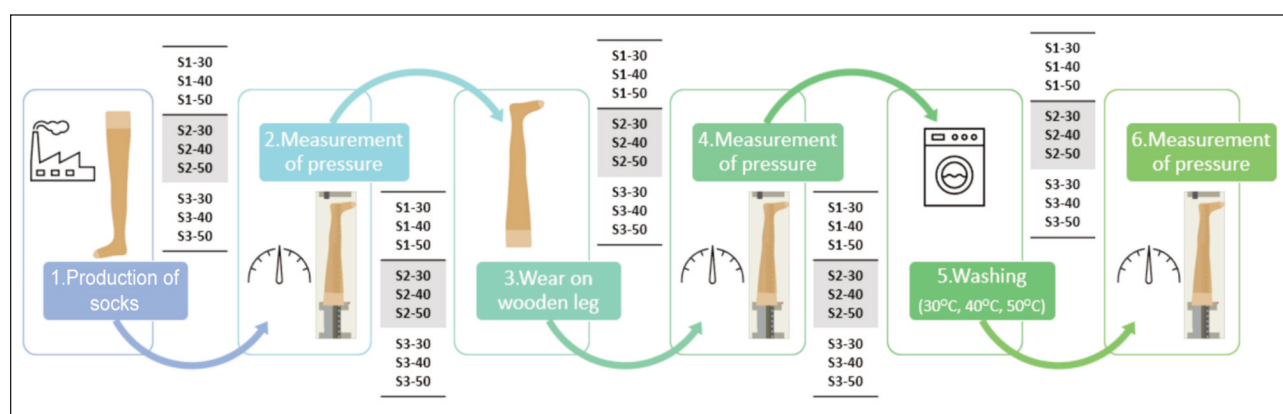 S1-30
S1-40
S1-50
S2-30
S2-40
S2-50
S3-30
S3-40
S3-50
1.Production of
socks
2.Measurement
of pressure
S1-30
S1-40
S1-50
S2-30
S2-40
S2-50
S3-30
S3-40
S3-50
3.Wear on
wooden leg
S1-30
S1-40
S1-50
S2-30
S2-40
S2-50
S3-30
S3-40
S3-50
4.Measurement
of pressure
S1-30
S1-40
S1-50
S2-30
S2-40
S2-50
S3-30
S3-40
S3-50
5.Washing
(30°C, 40°C, 50°C)
S1-30
S1-40
S1-50
S2-30
S2-40
S2-50
S3-30
S3-40
S3-50
6.Measurement
of pressure